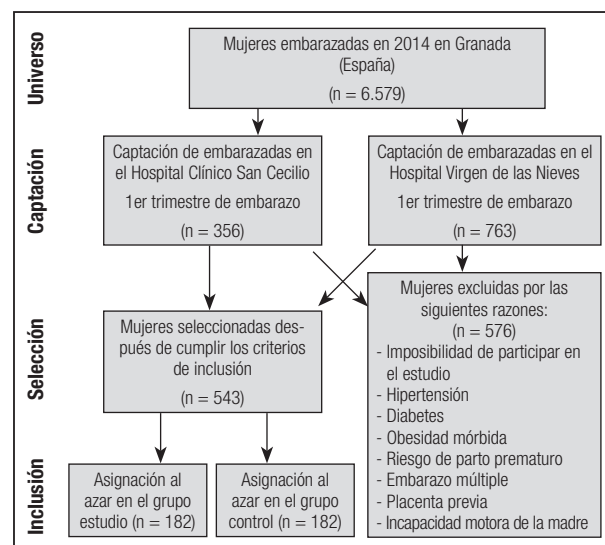 Universo
Mujeres embarazadas en 2014 en Granada
(España)
(n = 6.579)
Captación
Captación de embarazadas en
el Hospital Clínico San Cecilio
1er trimestre de embarazo
(n = 356)
Captación de embarazadas en el
Hospital Virgen de las Nieves
1er trimestre de embarazo
(n = 763)
Selección
Mujeres seleccionadas des-
pués de cumplir los criterios
de inclusión
(n = 543)
Mujeres excluidas por las
siguientes razones:
(n = 576)
- Imposibilidad de participar en
el estudio
- Hipertensión
- Diabetes
- Obesidad mórbida
- Riesgo de parto prematuro
- Embarazo múltiple
- Placenta previa
- Incapacidad motora de la madre
Inclusión
Asignación al
azar en el grupo
estudio (n = 182)
Asignación al
azar en el grupo
control (n = 182)